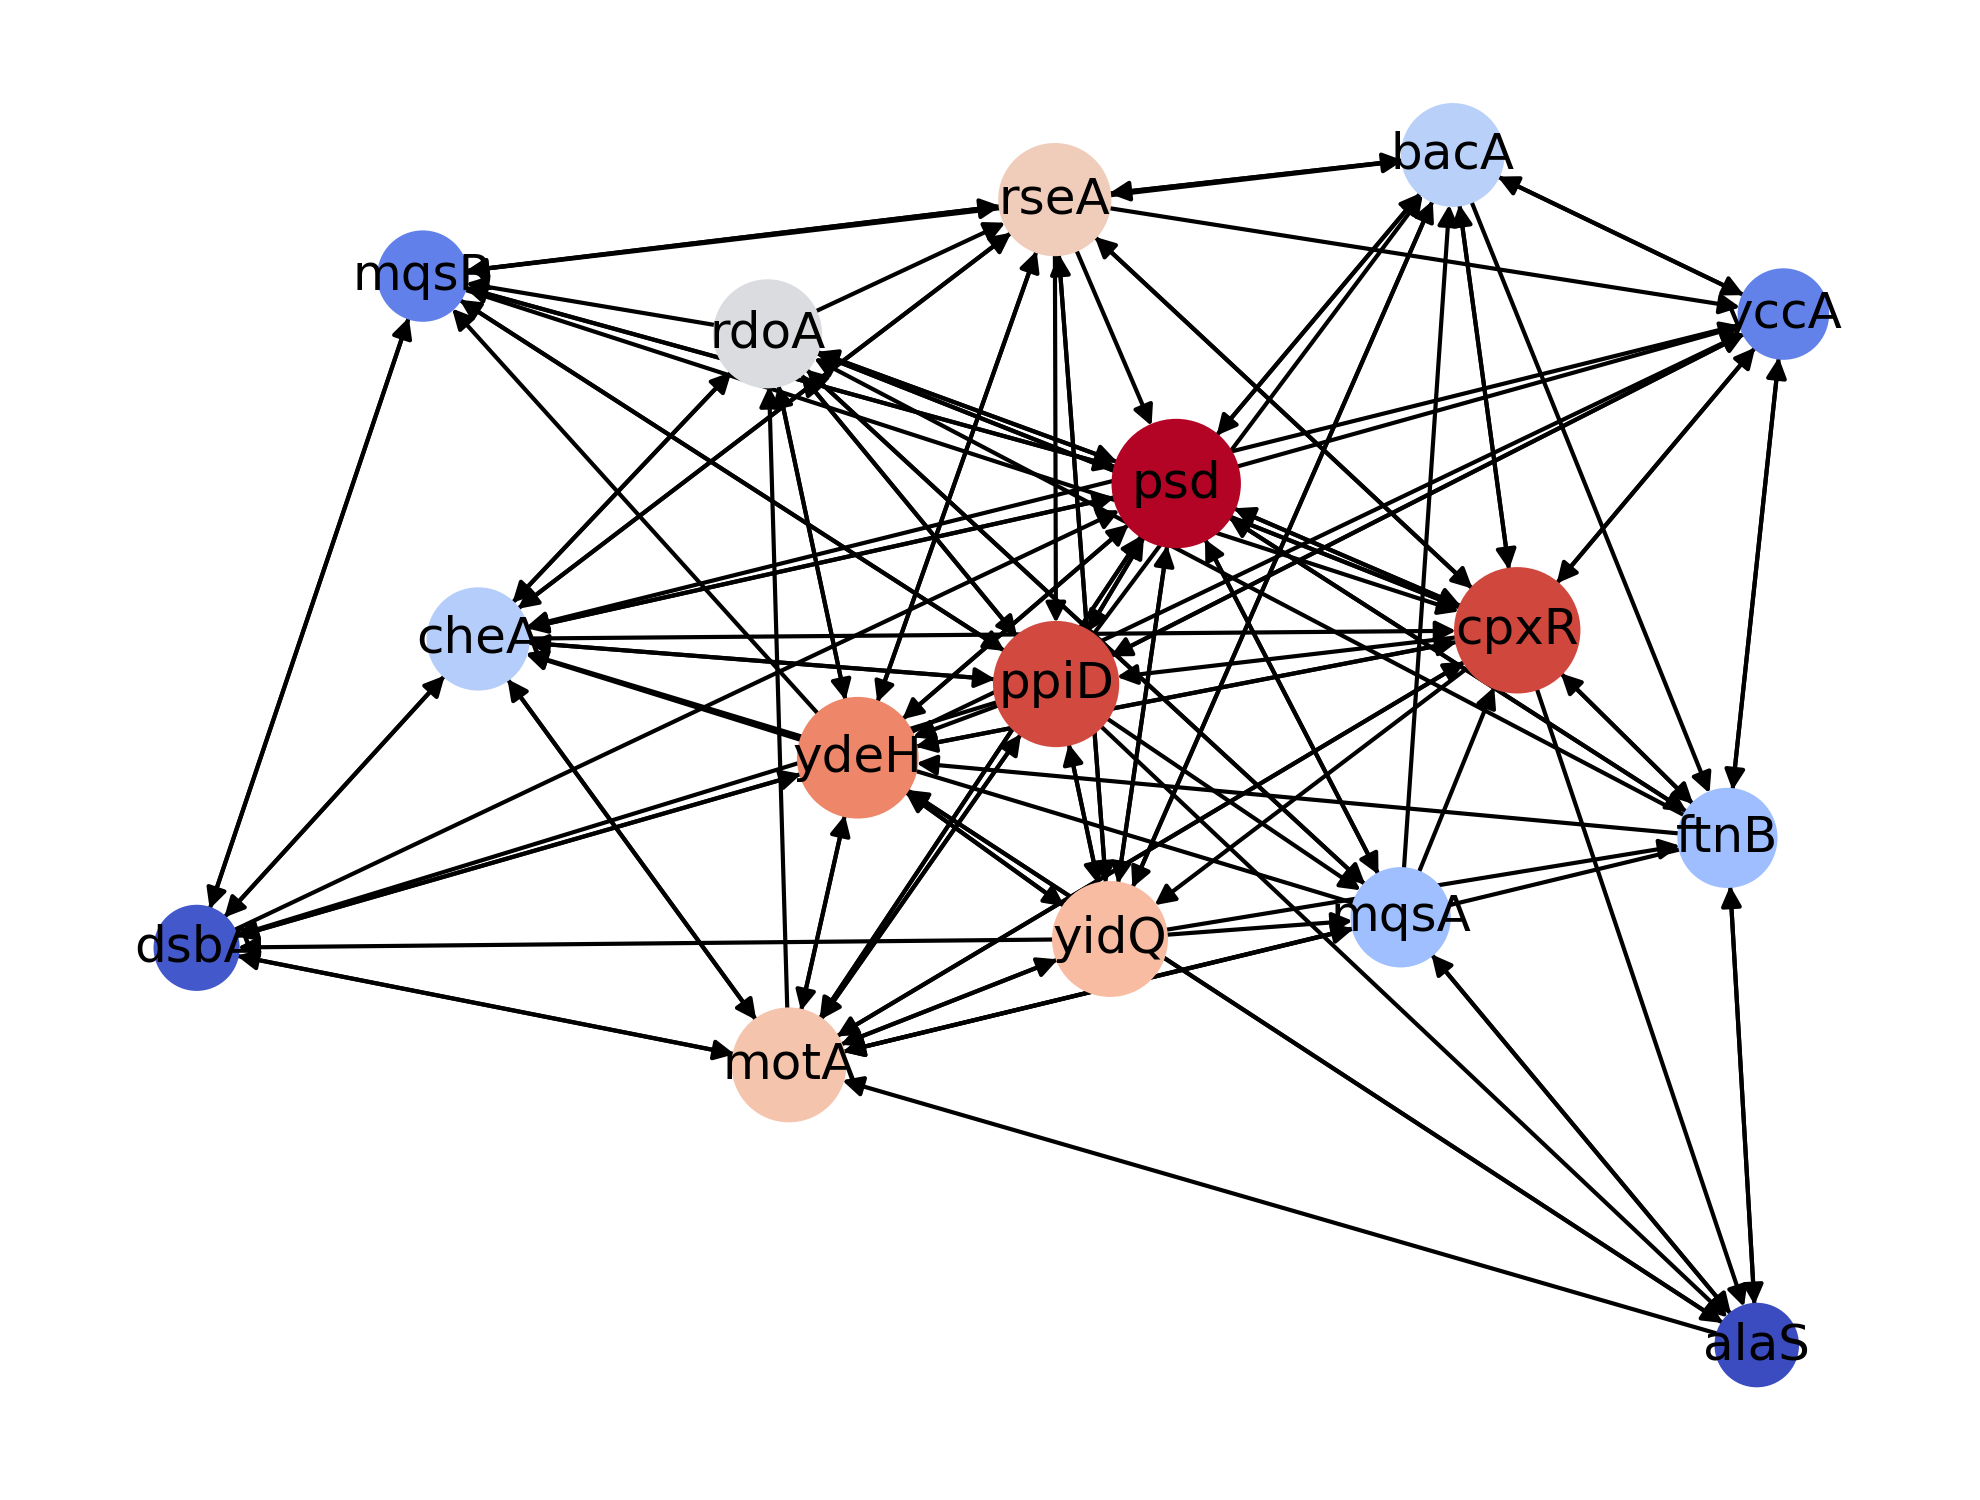 bacA
rseA
mqsR
yccA
rdoA
psd
cpxR
cheA
ppiD
ydeH
ftnB
mqsA
yidQ
dsbA
motA
alaS